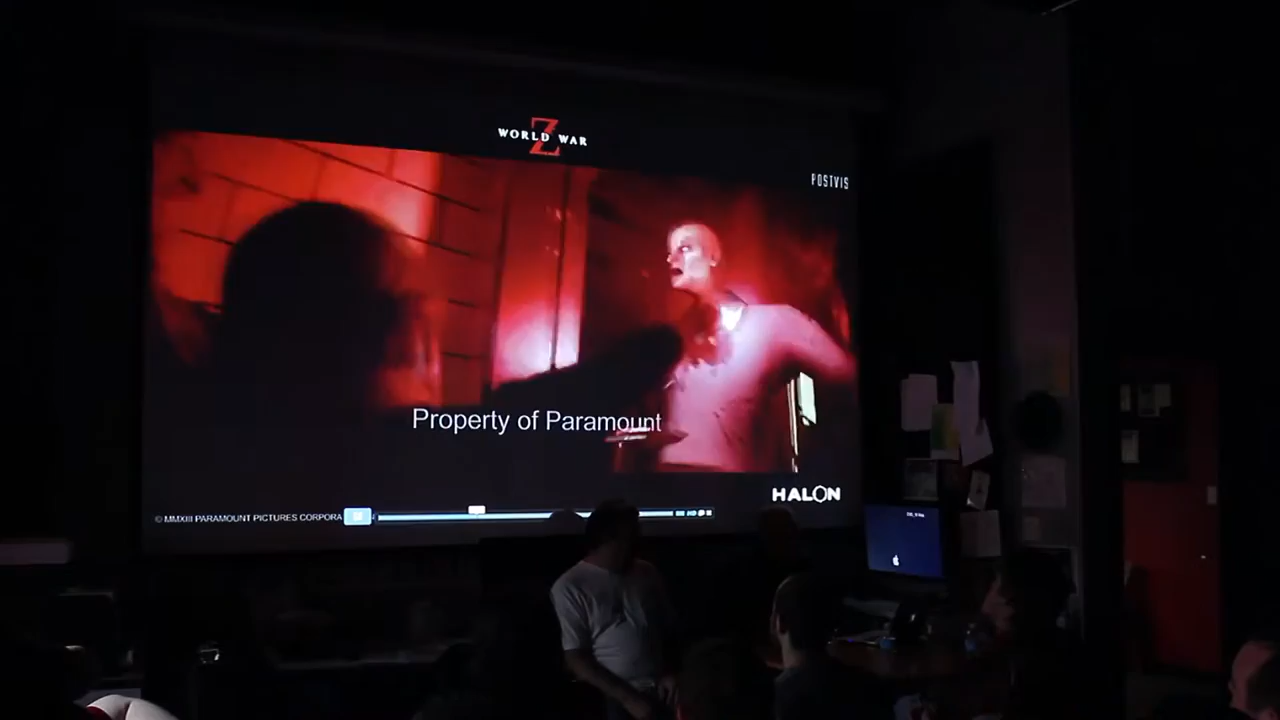 WORLD Z WAR
POSTVIS
Property of Paramount
HALON
© MMXIII PARAMOUNT PICTURES CORPORA